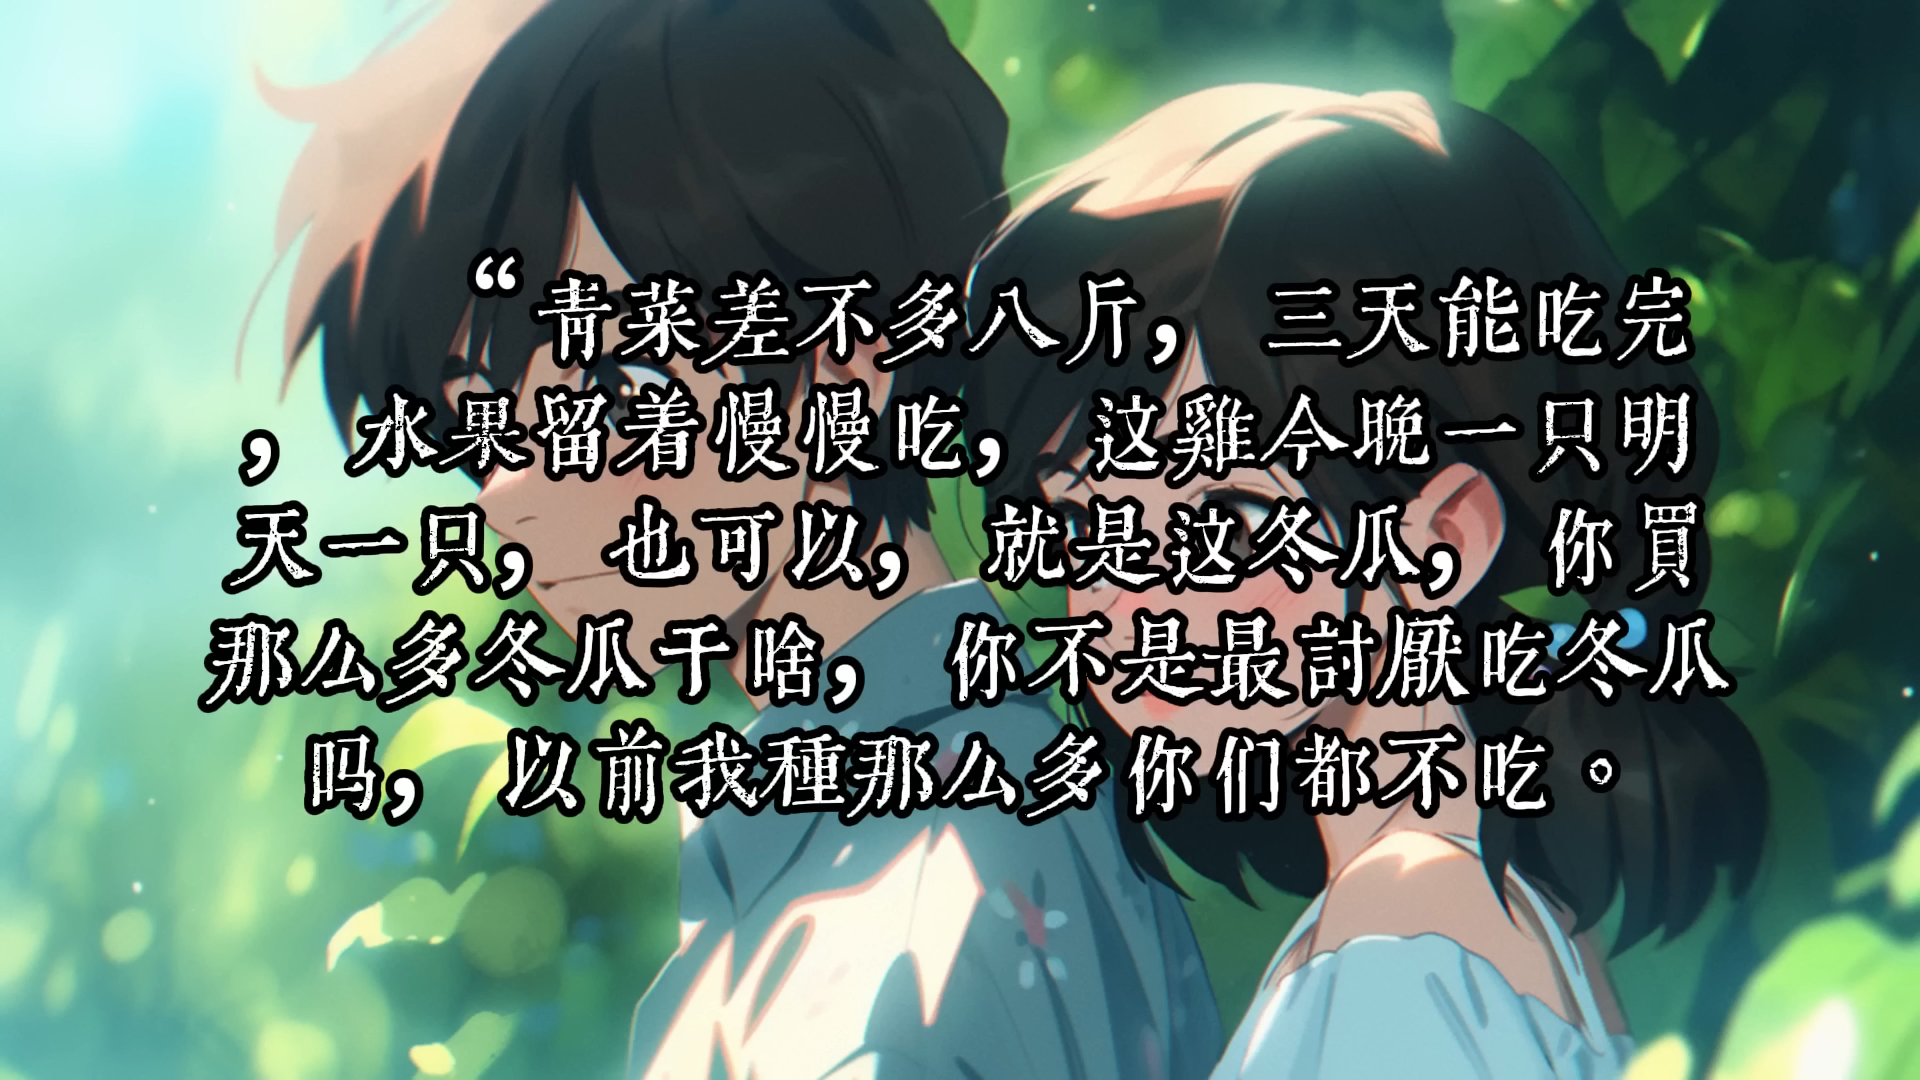 “青菜差不多八斤，三天能吃完
，水果留着慢慢吃，这雞今晚一只明
天一只，也可以，就是这冬瓜，你買
那么多冬瓜干啥，你不是最討厭吃冬瓜
吗，以前我種那么多你们都不吃。